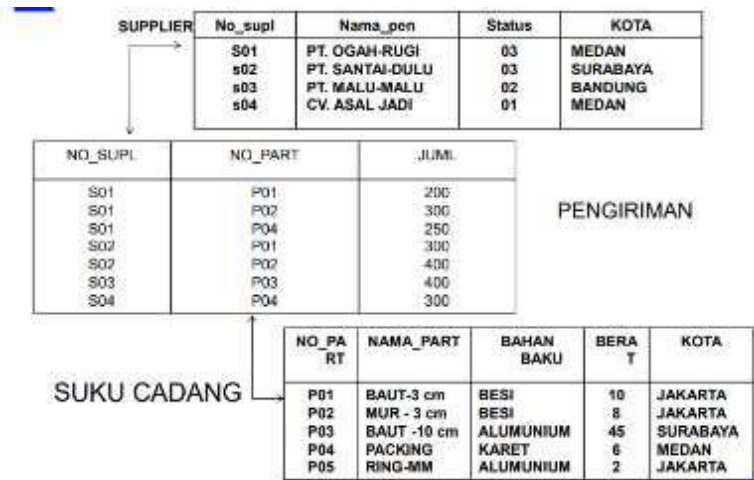 SUPPLIER No_supl Nama_pen Status KOTA
S01 PT. OGAH-RUGI 03 MEDAN
s02 PT. SANTAI-DULU 03 SURABAYA
s03 PT. MALU-MALU 02 BANDUNG
s04 CV. ASAL JADI 01 MEDAN
NO_SUPL NO_PART JUML
S01 P01 200
S01 P02 300
S01 P04 250
S02 P01 300
S02 P02 400
S03 P03 400
S04 P04 300
PENGIRIMAN
NO_PA NAMA_PART BAHAN BERA KOTA
RT BAKU T
SUKU CADANG
P01 BAUT-3 cm BESI 10 JAKARTA
P02 MUR - 3 cm BESI 8 JAKARTA
P03 BAUT -10 cm ALUMUNIUM 45 SURABAYA
P04 PACKING KARET 6 MEDAN
P05 RING-MM ALUMUNIUM 2 JAKARTA